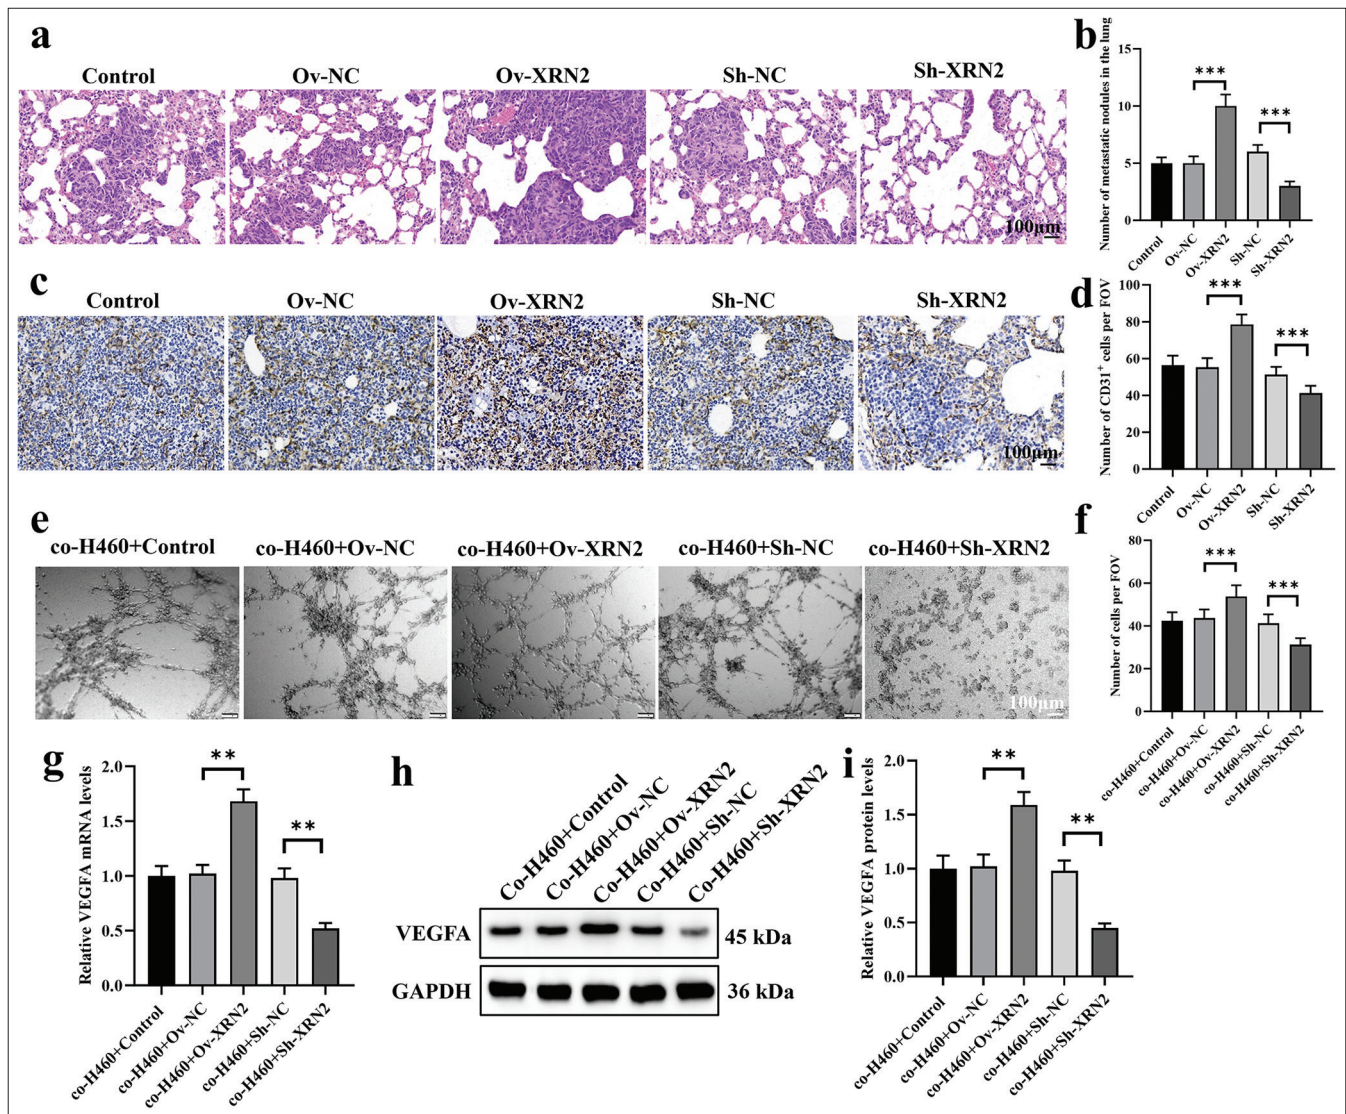 a
Control
Ov-NC
Ov-XRN2
Sh-NC
Sh-XRN2
100μm
b
Number of metastatic nodules in the lung
15
10
5
0
***
***
Control
Ov-NC
Ov-XRN2
Sh-NC
Sh-XRN2
c
Control
Ov-NC
Ov-XRN2
Sh-NC
Sh-XRN2
100μm
d
Number of CD31+ cells per FOV
100
80
60
40
20
0
***
***
Control
Ov-NC
Ov-XRN2
Sh-NC
Sh-XRN2
e
co-H460+Control
co-H460+Ov-NC
co-H460+Ov-XRN2
co-H460+Sh-NC
co-H460+Sh-XRN2
100μm
f
Number of cells per FOV
80
60
40
20
0
***
***
co-H460+Control
co-H460+Ov-NC
co-H460+Ov-XRN2
co-H460+Sh-NC
co-H460+Sh-XRN2
g
Relative VEGFA mRNA levels
2.0
1.5
1.0
0.5
0.0
**
**
co-H460+Control
co-H460+Ov-NC
co-H460+Ov-XRN2
co-H460+Sh-NC
co-H460+Sh-XRN2
h
Co-H460+Control
Co-H460+Ov-NC
Co-H460+Ov-XRN2
Co-H460+Sh-NC
Co-H460+Sh-XRN2
VEGFA
45 kDa
GAPDH
36 kDa
i
Relative VEGFA protein levels
2.0
1.5
1.0
0.5
0.0
**
**
co-H460+Control
co-H460+Ov-NC
co-H460+Ov-XRN2
co-H460+Sh-NC
co-H460+Sh-XRN2